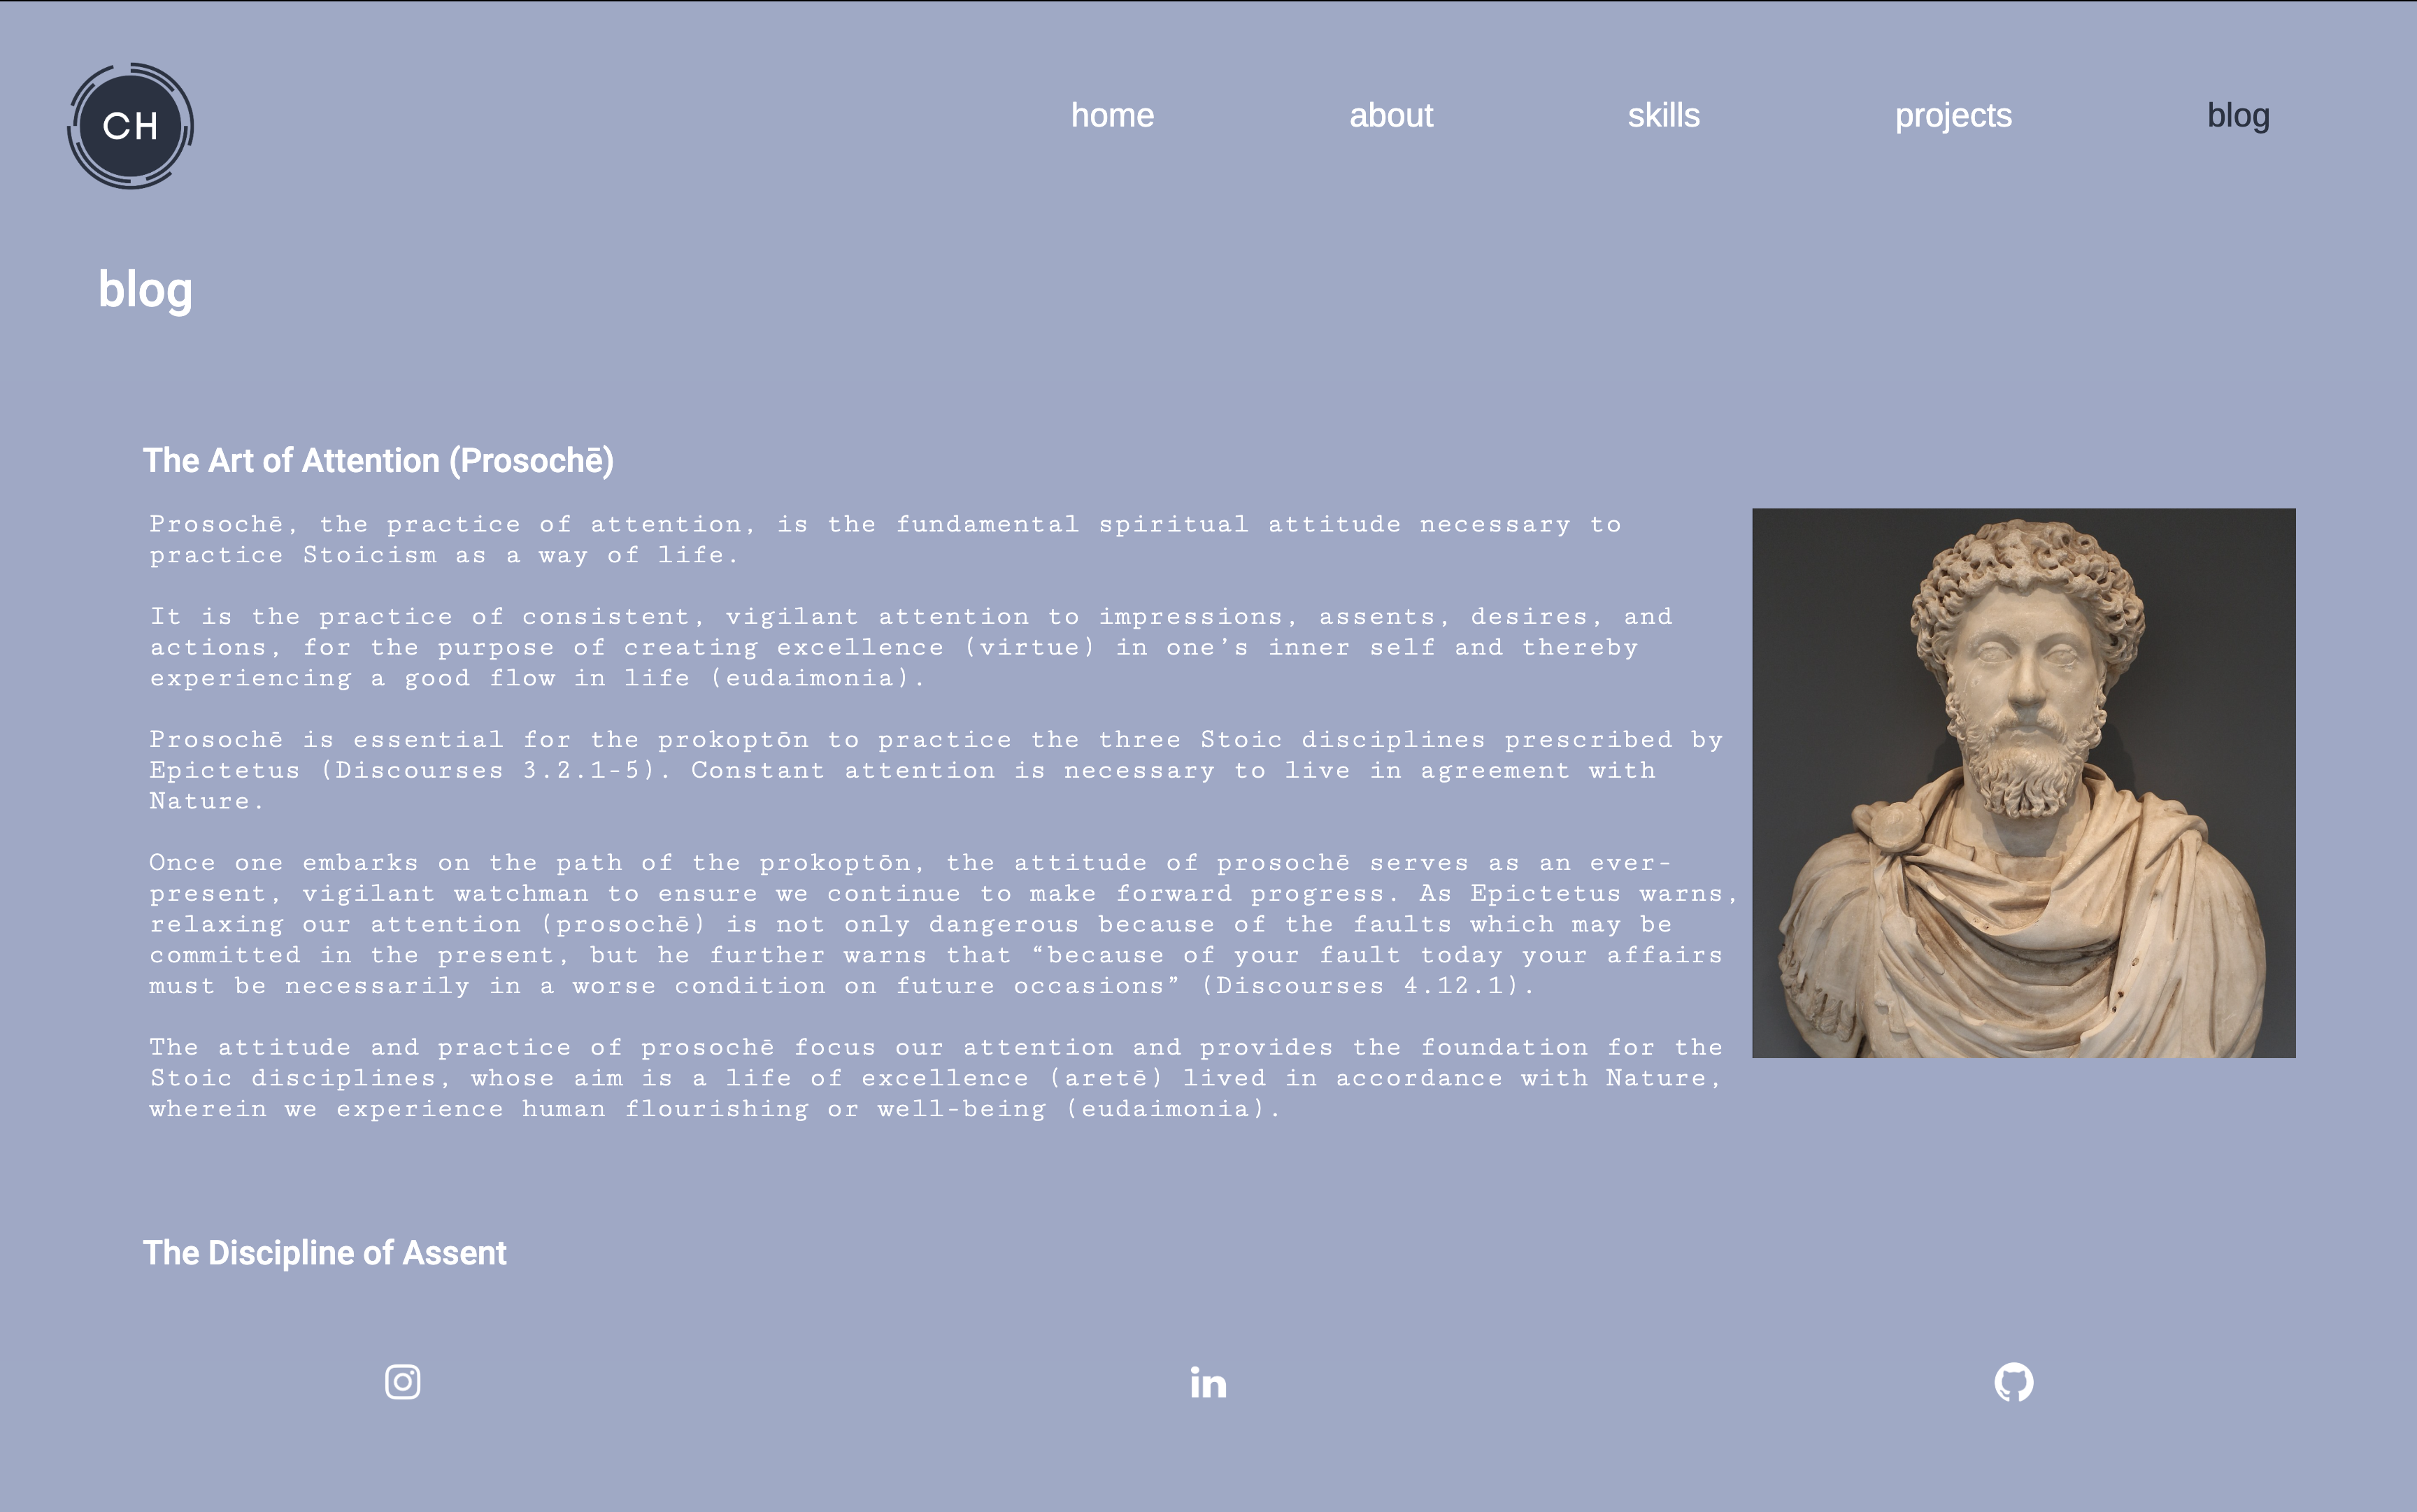 CH
home about skills projects blog
blog
The Art of Attention (Prosochē)
Prosochē, the practice of attention, is the fundamental spiritual attitude necessary to
practice Stoicism as a way of life.
It is the practice of consistent, vigilant attention to impressions, assents, desires, and
actions, for the purpose of creating excellence (virtue) in one’s inner self and thereby
experiencing a good flow in life (eudaimonia).
Prosochē is essential for the prokoptōn to practice the three Stoic disciplines prescribed by
Epictetus (Discourses 3.2.1-5). Constant attention is necessary to live in agreement with
Nature.
Once one embarks on the path of the prokoptōn, the attitude of prosochē serves as an ever-
present, vigilant watchman to ensure we continue to make forward progress. As Epictetus warns,
relaxing our attention (prosochē) is not only dangerous because of the faults which may be
committed in the present, but he further warns that “because of your fault today your affairs
must be necessarily in a worse condition on future occasions” (Discourses 4.12.1).
The attitude and practice of prosochē focus our attention and provides the foundation for the
Stoic disciplines, whose aim is a life of excellence (aretē) lived in accordance with Nature,
wherein we experience human flourishing or well-being (eudaimonia).
The Discipline of Assent
in